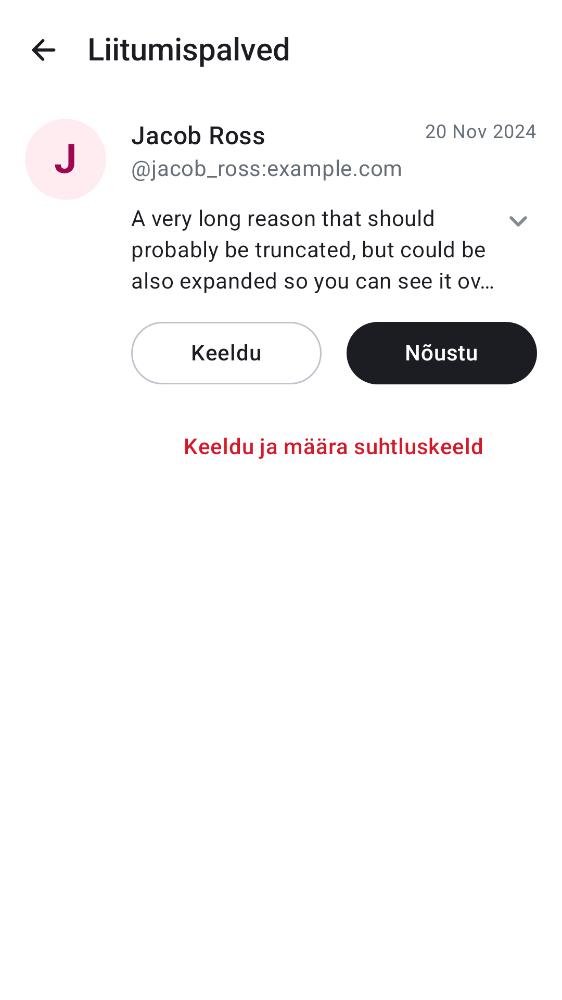 Liitumispalved
J
Jacob Ross
20 Nov 2024
@jacob_ross:example.com
A very long reason that should
probably be truncated, but could be
also expanded so you can see it ov…
Keeldu
Nõustu
Keeldu ja määra suhtluskeeld